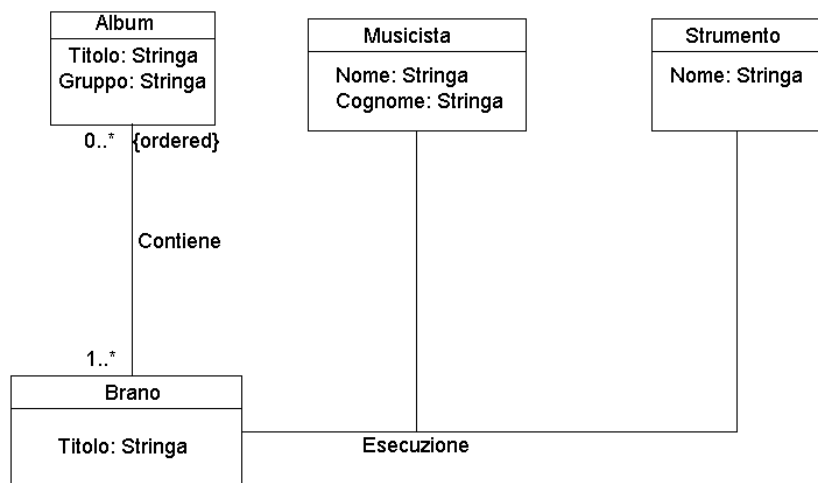 Album
Titolo: Stringa
Gruppo: Stringa
Musicista
Nome: Stringa
Cognome: Stringa
Strumento
Nome: Stringa
0..* {ordered}
Contiene
1..*
Brano
Titolo: Stringa
Esecuzione